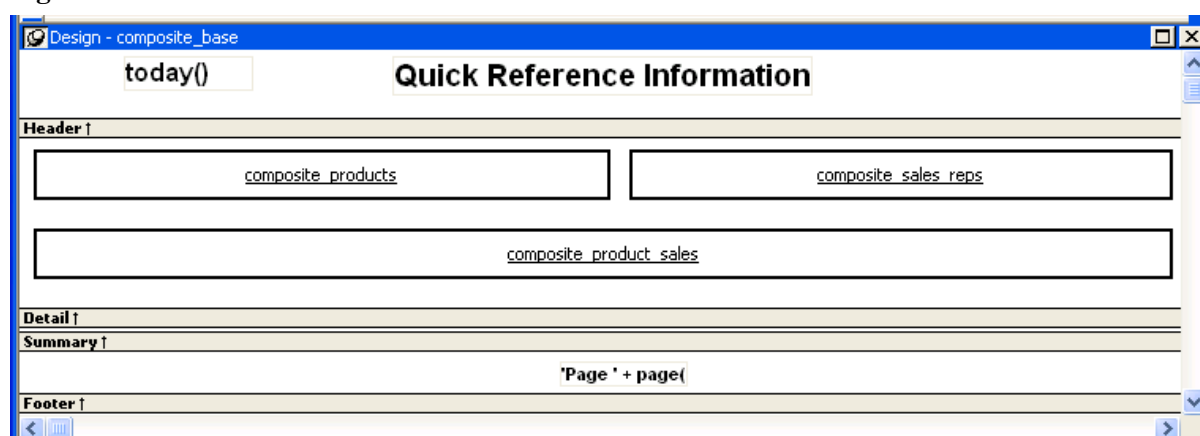 Design - composite_base
today() Quick Reference Information
Header ↑
composite_products composite_sales_reps
composite_product_sales
Detail ↑
Summary ↑
'Page ' + page(
Footer ↑